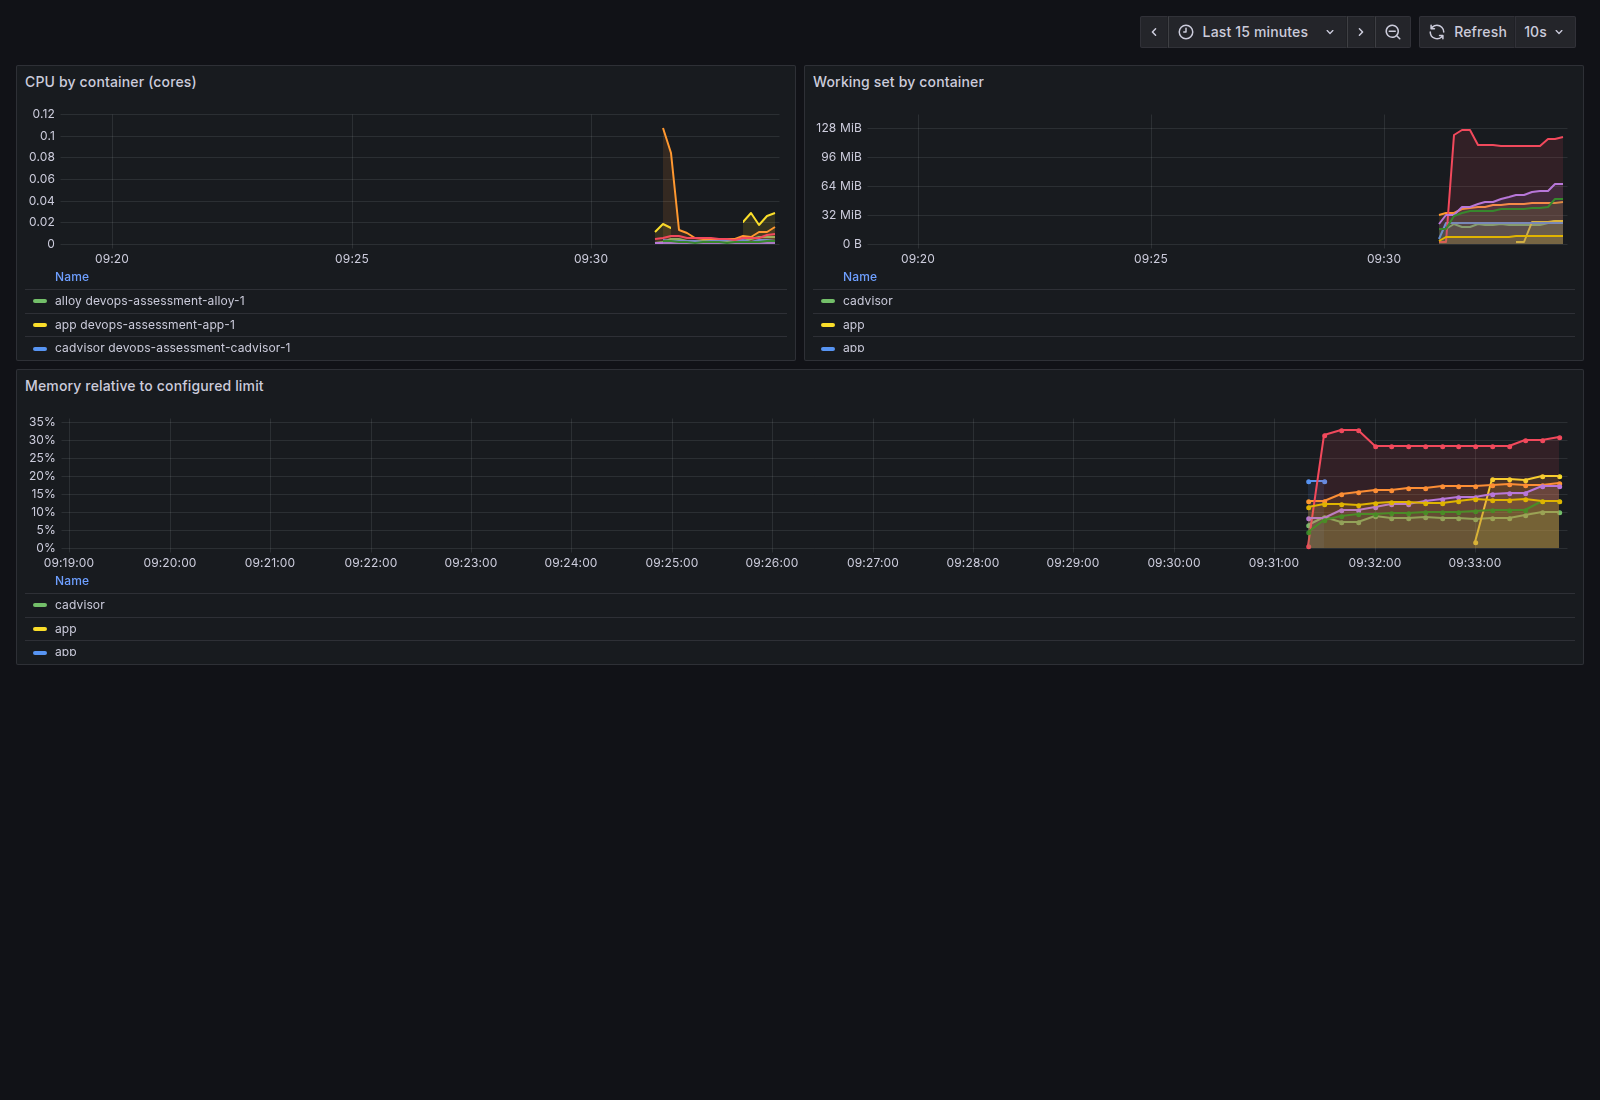 Last 15 minutes
Refresh
10s
CPU by container (cores)
0.12
0.1
0.08
0.06
0.04
0.02
0
09:20 09:25 09:30
Name
alloy devops-assessment-alloy-1
app devops-assessment-app-1
cadvisor devops-assessment-cadvisor-1
Working set by container
128 MiB
96 MiB
64 MiB
32 MiB
0 B
09:20 09:25 09:30
Name
cadvisor
app
app
Memory relative to configured limit
35%
30%
25%
20%
15%
10%
5%
0%
09:19:00 09:20:00 09:21:00 09:22:00 09:23:00 09:24:00 09:25:00 09:26:00 09:27:00 09:28:00 09:29:00 09:30:00 09:31:00 09:32:00 09:33:00
Name
cadvisor
app
app